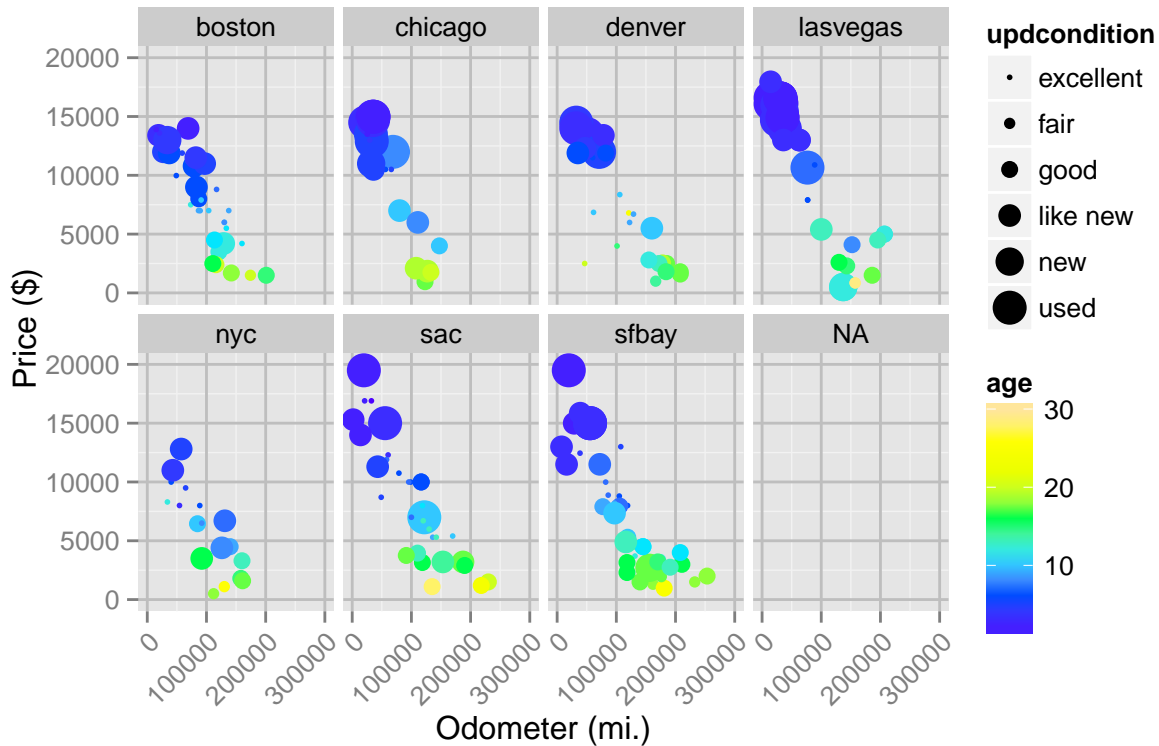 boston chicago denver lasvegas
20000
15000
10000
5000
0
nyc sac sfbay NA
20000
15000
10000
5000
0
0 100000 200000 300000 0 100000 200000 300000 0 100000 200000 300000 0 100000 200000 300000
Odometer (mi.)
Price ($)
updcondition
excellent
fair
good
like new
new
used
age
30
20
10